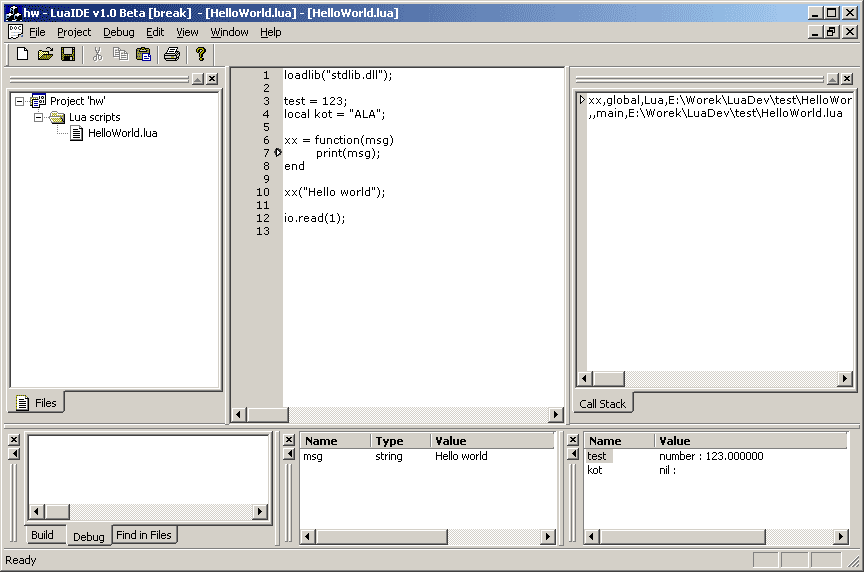 hw - LuaIDE v1.0 Beta [break] - [HelloWorld.lua] - [HelloWorld.lua]
File Project Debug Edit View Window Help
Project 'hw'
Lua scripts
HelloWorld.lua
Files
1 loadlib("stdlib.dll");
2
3 test = 123;
4 local kot = "ALA";
5
6 xx = function(msg)
7 print(msg);
8 end
9
10 xx("Hello world");
11
12 io.read(1);
13
xx,global,Lua,E:\Worek\LuaDev\test\HelloWor
,,main,E:\Worek\LuaDev\test\HelloWorld.lua
Call Stack
Build Debug Find in Files
Name Type Value
msg string Hello world
Name Value
test number : 123.000000
kot nil :
Ready